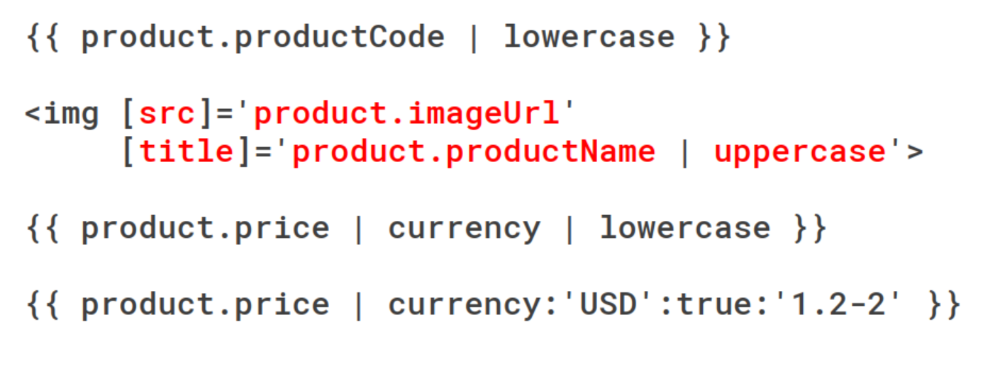 {{ product.productCode | lowercase }}
<img [src]='product.imageUrl'
[title]='product.productName | uppercase'>
{{ product.price | currency | lowercase }}
{{ product.price | currency:'USD':true:'1.2-2' }}